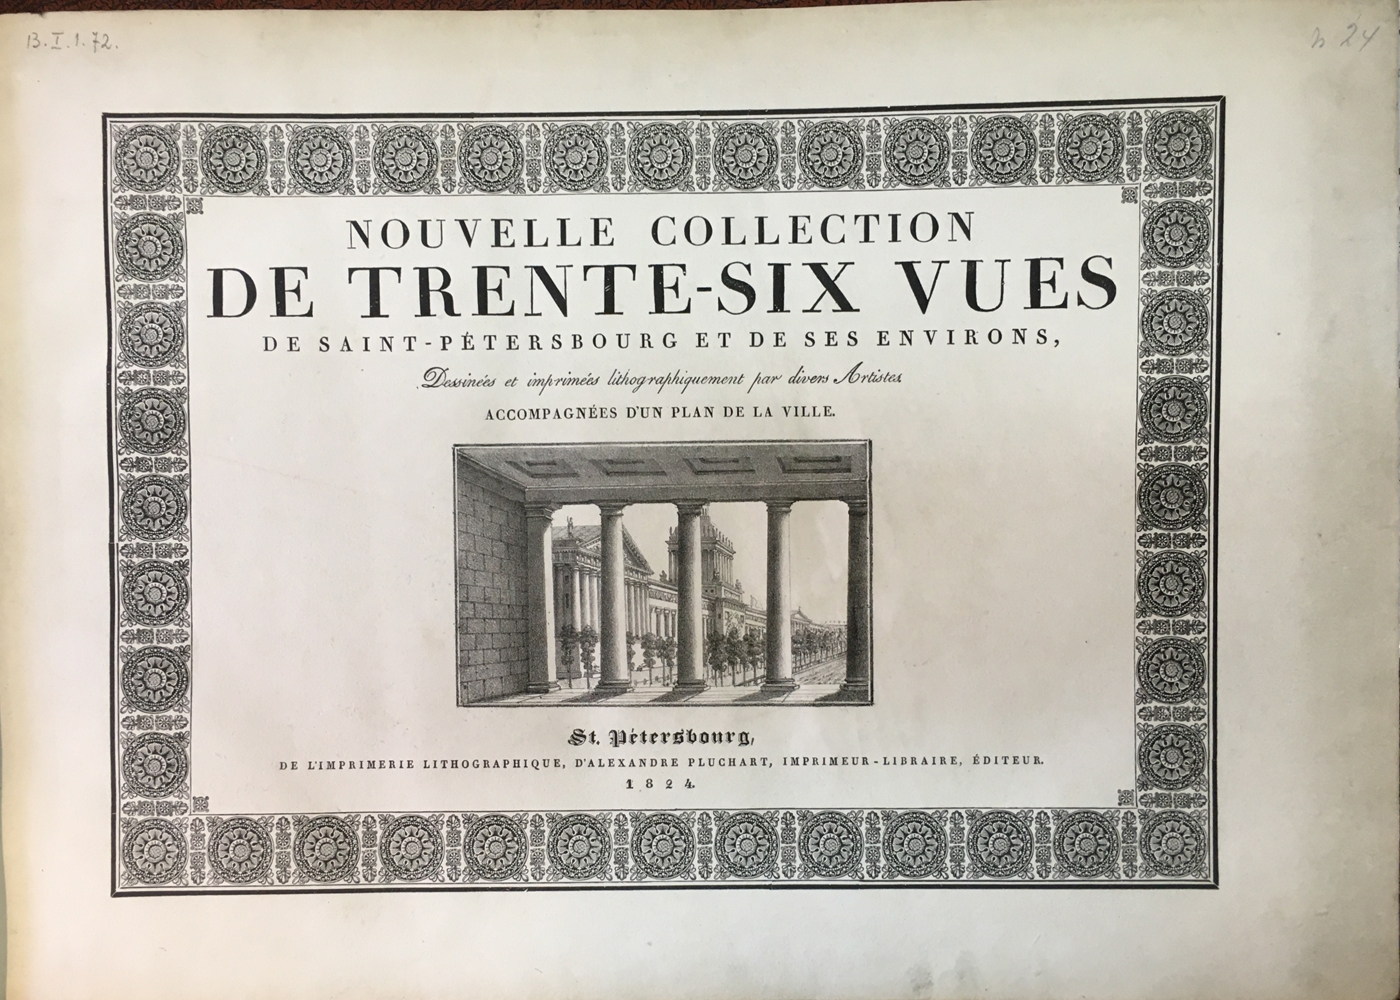 B.I.1.72.
24
NOUVELLE COLLECTION
DE TRENTE-SIX VUES
DE SAINT-PÉTERSBOURG ET DE SES ENVIRONS,
Dessinées et imprimées lithographiquement par divers Artistes
ACCOMPAGNÉES D'UN PLAN DE LA VILLE.
St. Pétersbourg,
DE L'IMPRIMERIE LITHOGRAPHIQUE, D'ALEXANDRE PLUCHART, IMPRIMEUR-LIBRAIRE, ÉDITEUR.
1824.